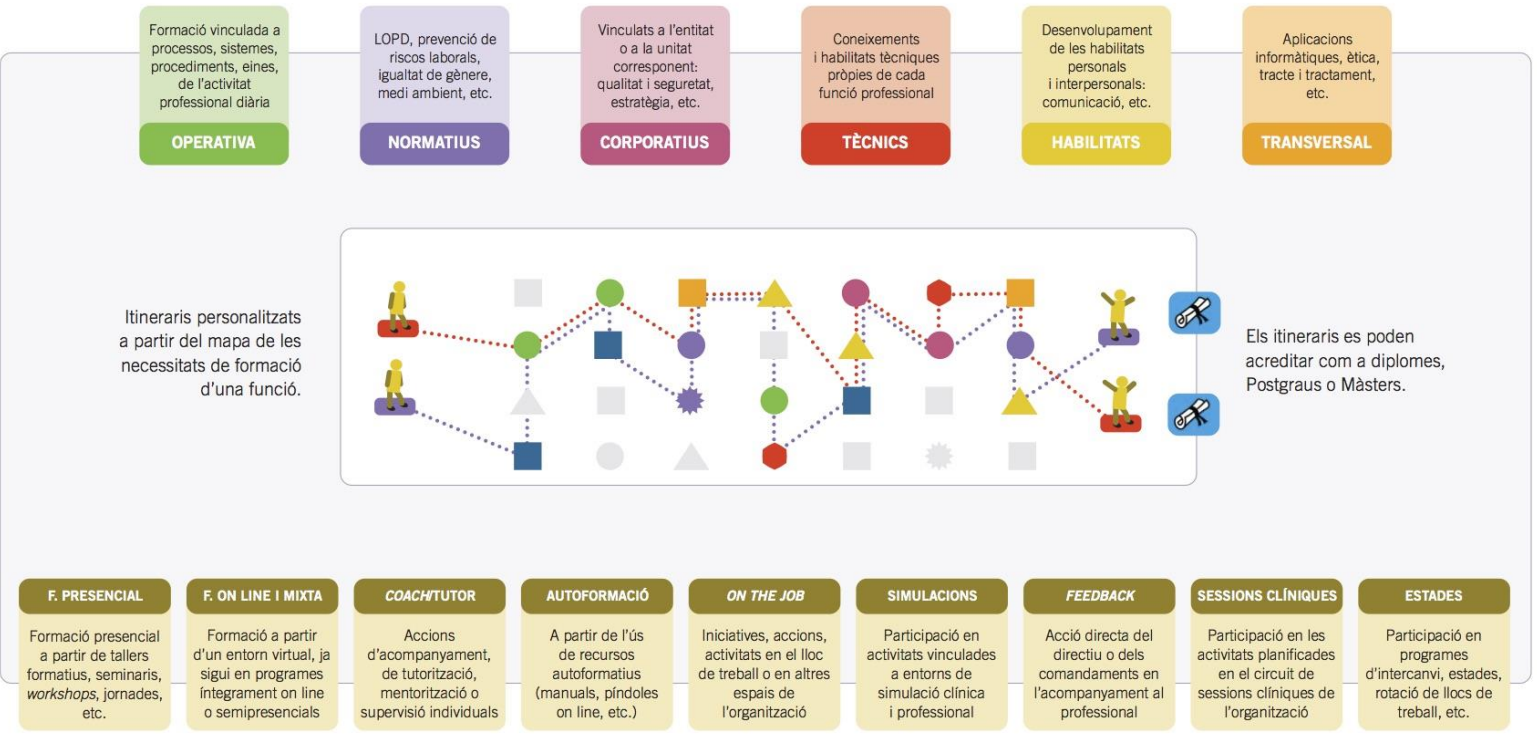 Formació vinculada a
processos, sistemes,
procediments, eines,
de l'activitat
professional diària
OPERATIVA
LOPD, prevenció de
riscos laborals,
igualtat de gènere,
medi ambient, etc.
NORMATIUS
Vinculats a l'entitat
o a la unitat
corresponent:
qualitat i seguretat,
estratègia, etc.
CORPORATIUS
Coneixements
i habilitats tècniques
pròpies de cada
funció professional
TÈCNICS
Desenvolupament
de les habilitats
personals
i interpersonals:
comunicació, etc.
HABILITATS
Aplicacions
informàtiques, ètica,
tracte i tractament,
etc.
TRANSVERSAL
Itineraris personalitzats
a partir del mapa de les
necessitats de formació
d'una funció.
Els itineraris es poden
acreditar com a diplomes,
Postgraus o Màsters.
F. PRESENCIAL
Formació presencial
a partir de tallers
formatius, seminaris,
workshops, jornades,
etc.
F. ON LINE I MIXTA
Formació a partir
d'un entorn virtual, ja
sigui en programes
íntegrament on line
o semipresencials
COACH/TUTOR
Accions
d'acompanyament,
de tutorització,
mentorització o
supervisió individuals
AUTOFORMACIÓ
A partir de l'ús
de recursos
autoformatius
(manuals, píndoles
on line, etc.)
ON THE JOB
Iniciatives, accions,
activitats en el lloc
de treball o en altres
espais de
l'organització
SIMULACIONS
Participació en
activitats vinculades
a entorns de
simulació clínica
i professional
FEEDBACK
Acció directa del
directiu o dels
comandaments en
l'acompanyament al
professional
SESSIONS CLÍNIQUES
Participació en les
activitats planificades
en el circuit de
sessions clíniques de
l'organització
ESTADES
Participació en
programes
d'intercanvi, estades,
rotació de llocs de
treball, etc.